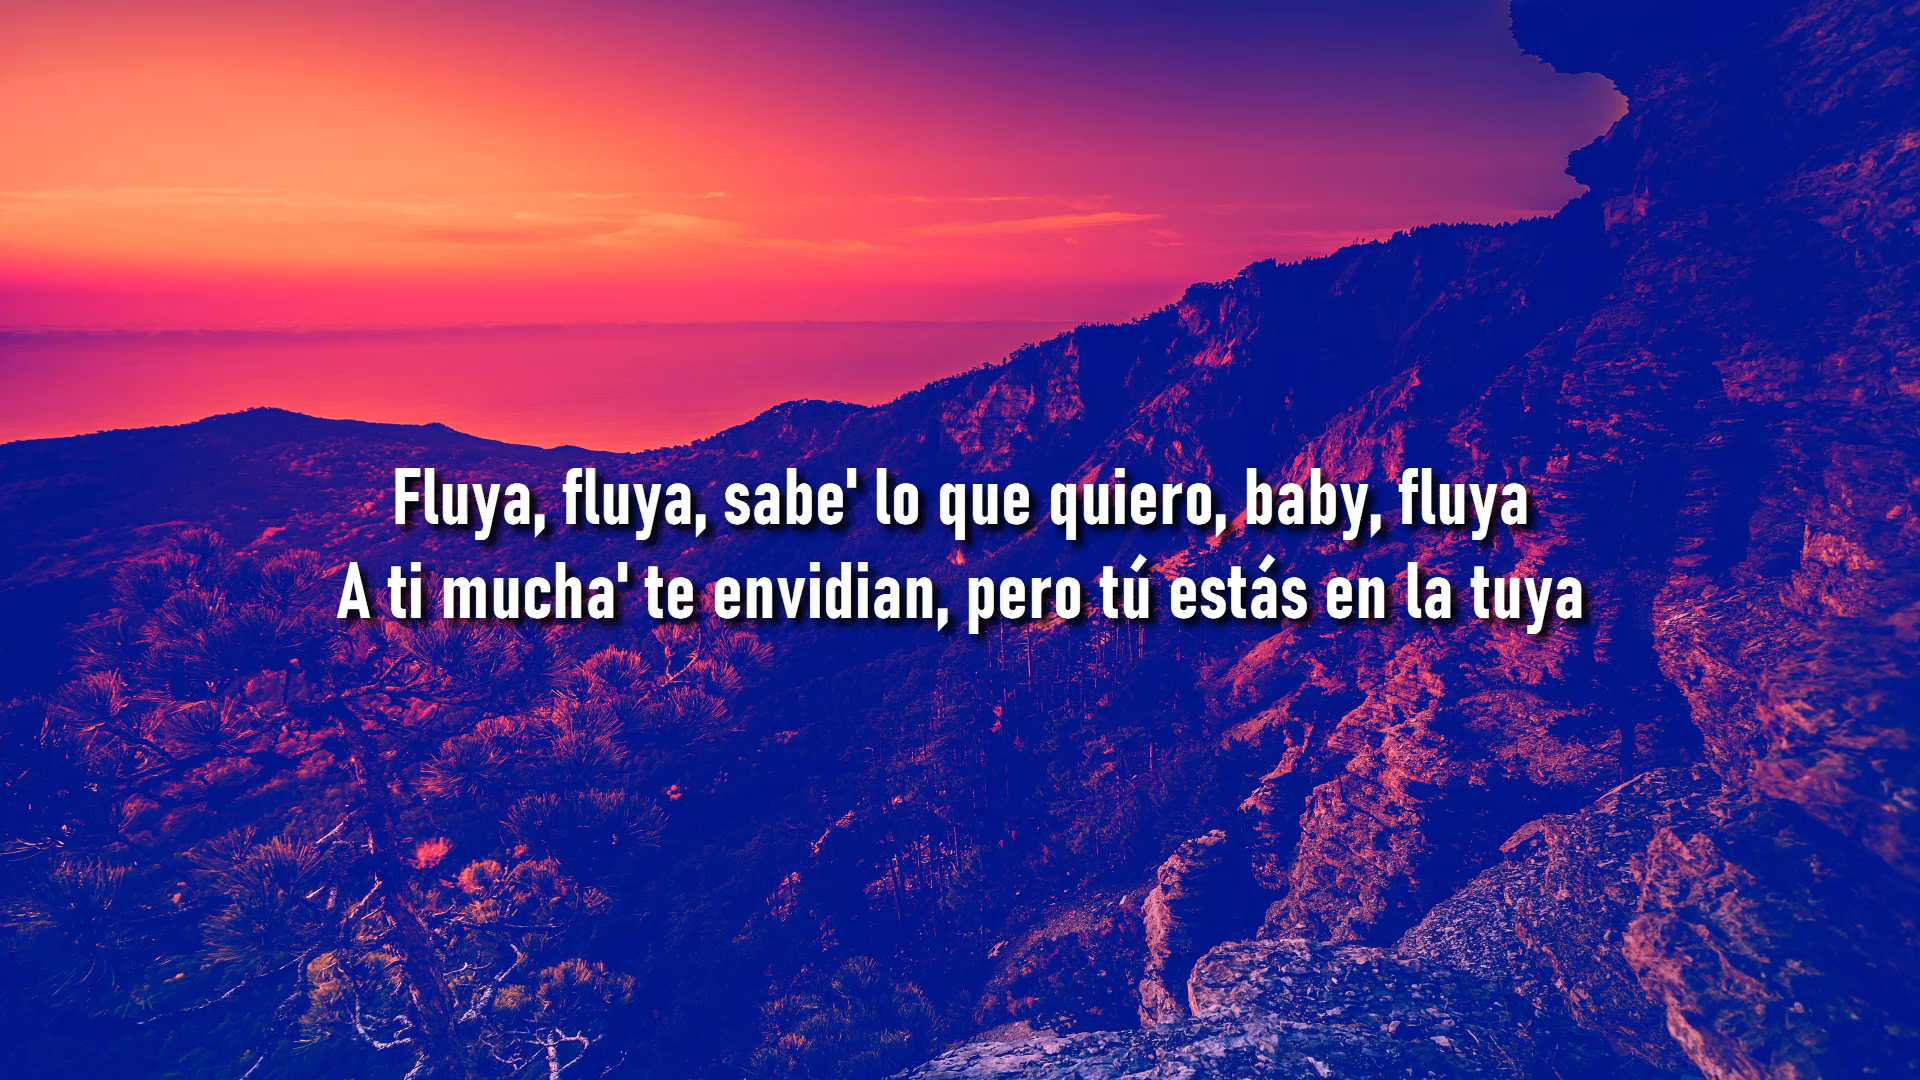 Fluya, fluya, sabe' lo que quiero, baby, fluya
A ti mucha' te envidian, pero tú estás en la tuya